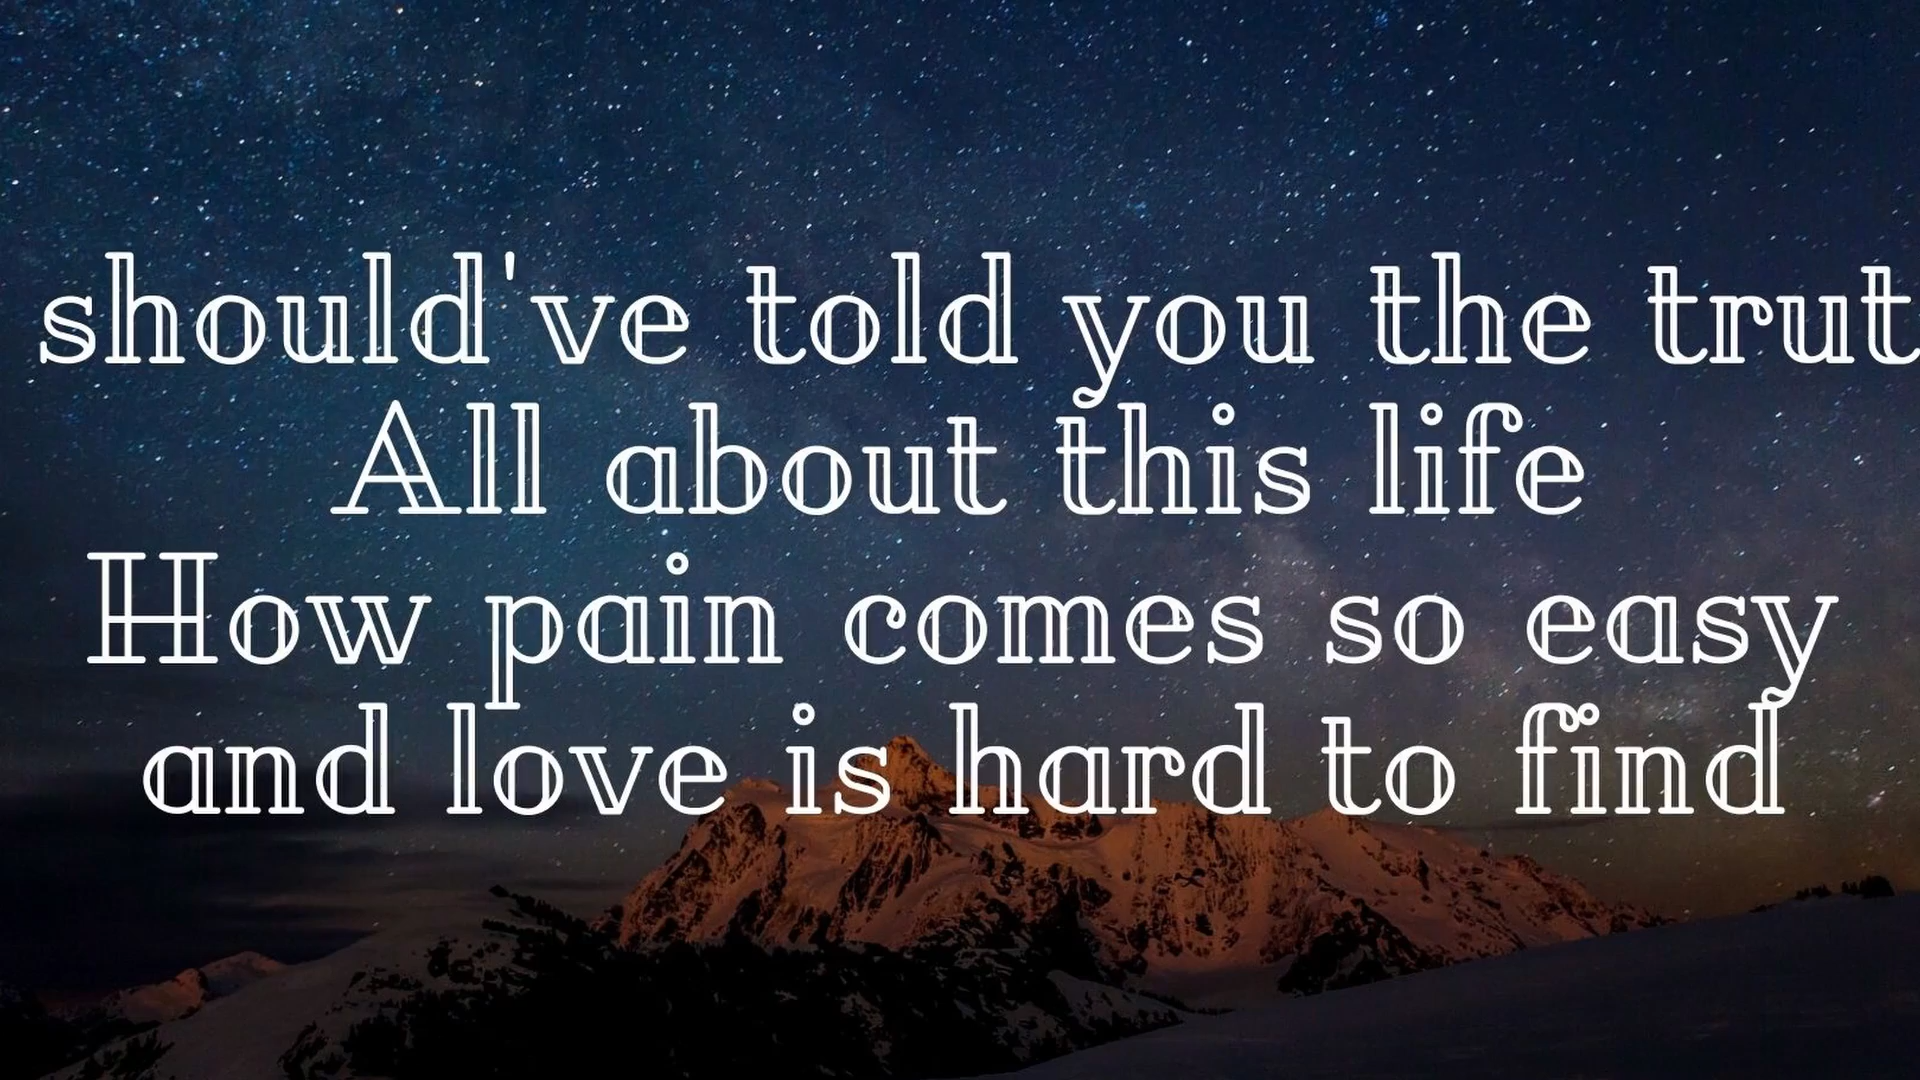 should've told you the trut
All about this life
How pain comes so easy
and love is hard to find